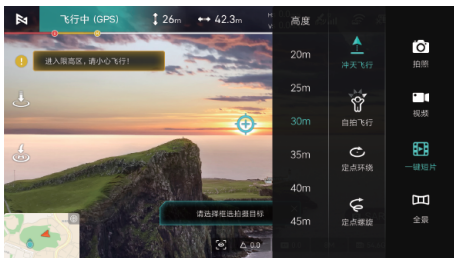 飞行中 (GPS)
26m
42.3m
H
V
进入限高区，请小心飞行！
请选择框选拍摄目标
0.0
高度
20m
25m
30m
35m
40m
45m
冲天飞行
自拍飞行
定点环绕
定点螺旋
拍照
视频
一键短片
全景